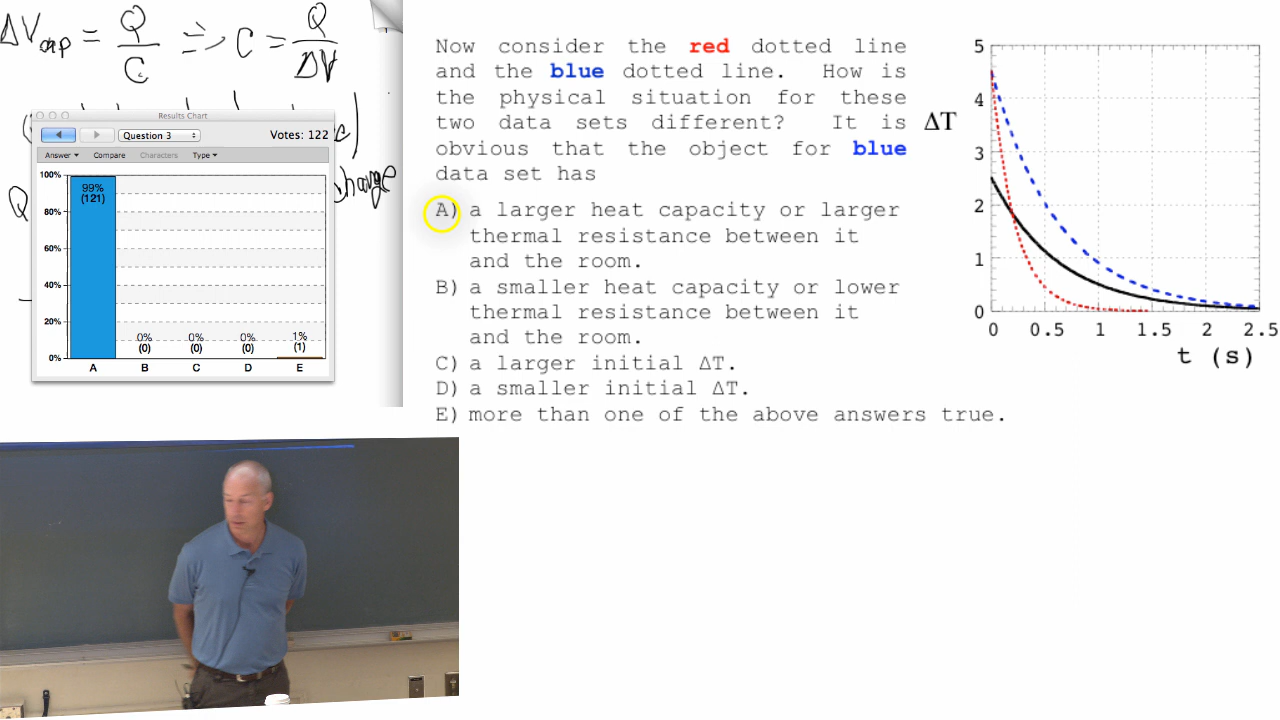 ΔVcap = Q/C ⇒ C = Q/ΔV
Results Chart
Question 3
Votes: 122
Answer Compare Characters Type
100%
80%
60%
40%
20%
0%
99%
(121)
0%
(0)
0%
(0)
0%
(0)
1%
(1)
A B C D E
Q
charge
Now consider the red dotted line
and the blue dotted line. How is
the physical situation for these
two data sets different? It is
obvious that the object for blue
data set has
A) a larger heat capacity or larger
thermal resistance between it
and the room.
B) a smaller heat capacity or lower
thermal resistance between it
and the room.
C) a larger initial ΔT.
D) a smaller initial ΔT.
E) more than one of the above answers true.
ΔT
5
4
3
2
1
0
0 0.5 1 1.5 2 2.5
t (s)